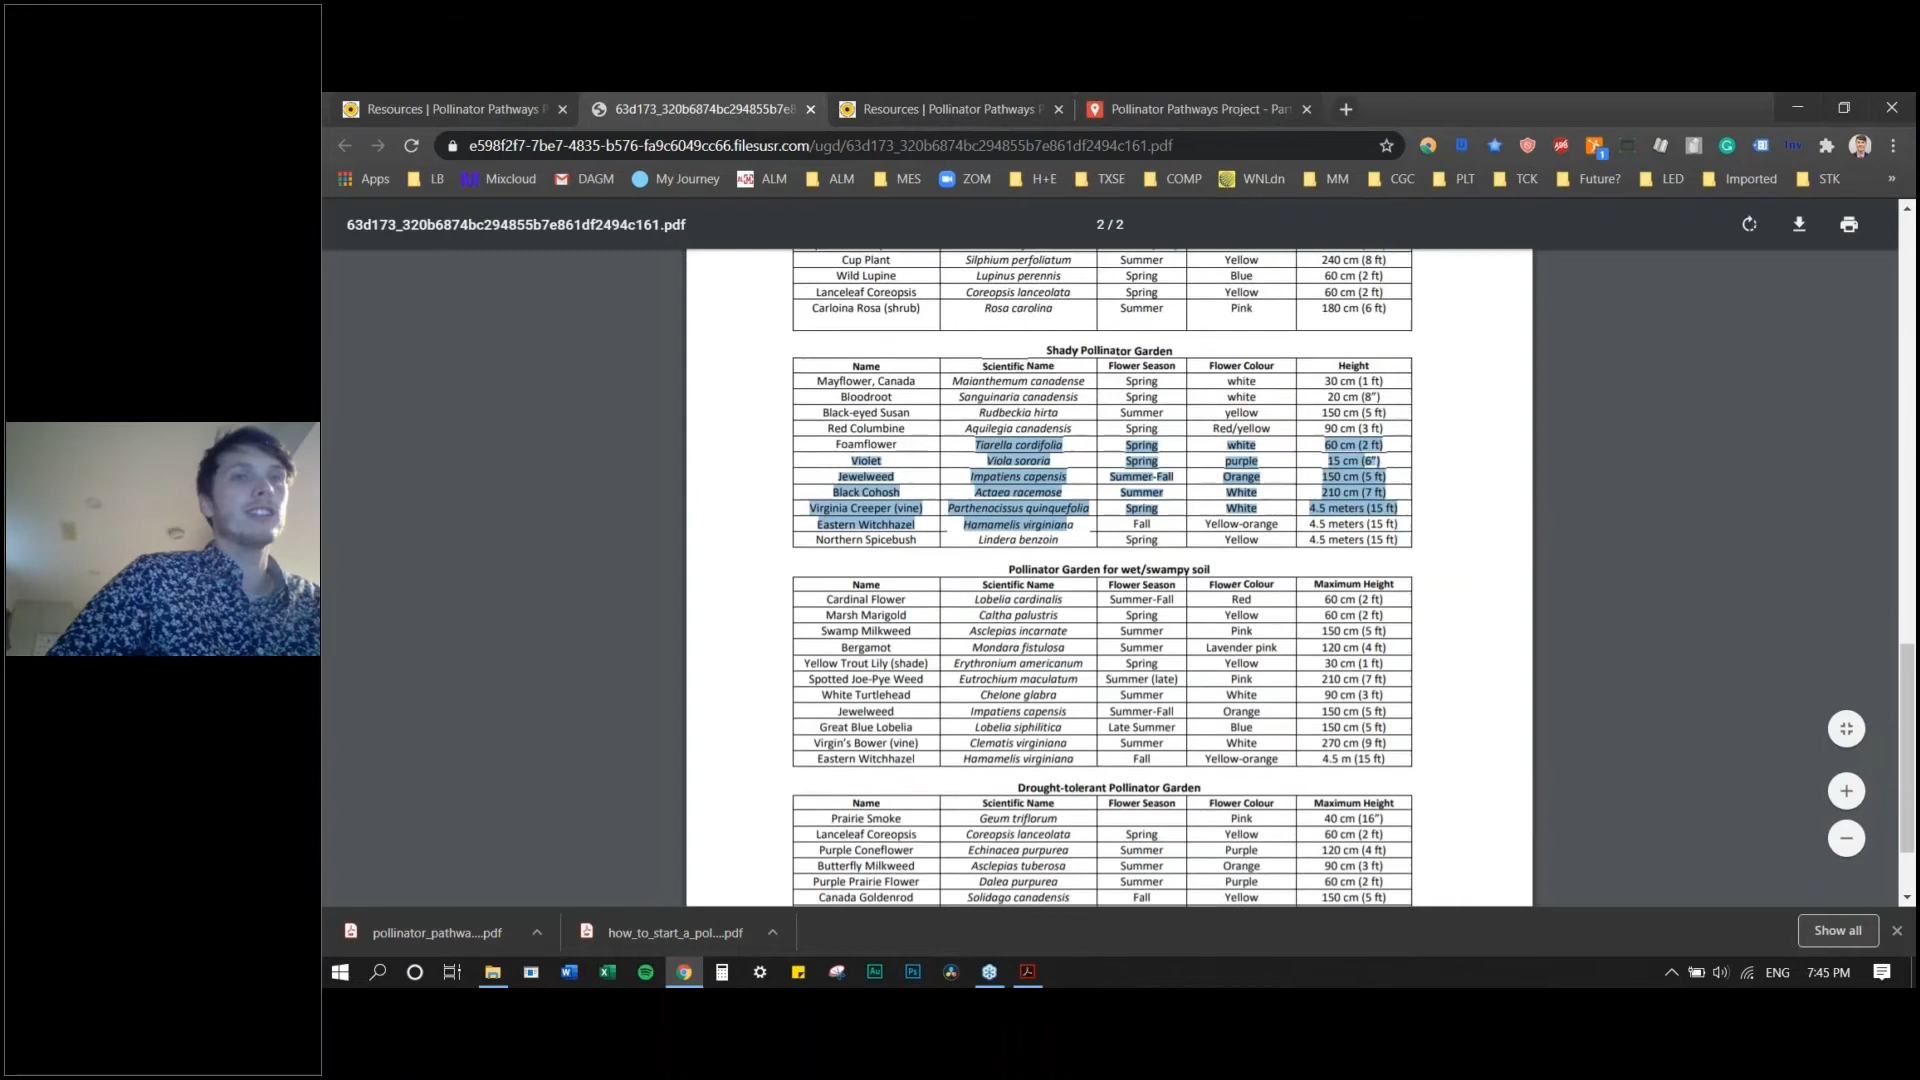 Resources | Pollinator Pathways P
63d173_320b6874bc294855b7e8
Resources | Pollinator Pathways P
Pollinator Pathways Project - Part
e598f2f7-7be7-4835-b576-fa9c6049cc66.filesusr.com/ugd/63d173_320b6874bc294855b7e861df2494c161.pdf
Apps LB Mixcloud DAGM My Journey ALM ALM MES ZOM H+E TXSE COMP WNLdn MM CGC PLT TCK Future? LED Imported STK »
63d173_320b6874bc294855b7e861df2494c161.pdf 2 / 2
Cup Plant Silphium perfoliatum Summer Yellow 240 cm (8 ft)
Wild Lupine Lupinus perennis Spring Blue 60 cm (2 ft)
Lanceleaf Coreopsis Coreopsis lanceolata Spring Yellow 60 cm (2 ft)
Carloina Rosa (shrub) Rosa carolina Summer Pink 180 cm (6 ft)
Shady Pollinator Garden
Name Scientific Name Flower Season Flower Colour Height
Mayflower, Canada Maianthemum canadense Spring white 30 cm (1 ft)
Bloodroot Sanguinaria canadensis Spring white 20 cm (8")
Black-eyed Susan Rudbeckia hirta Summer yellow 150 cm (5 ft)
Red Columbine Aquilegia canadensis Spring Red/yellow 90 cm (3 ft)
Foamflower Tiarella cordifolia Spring white 60 cm (2 ft)
Violet Viola sororia Spring purple 15 cm (6")
Jewelweed Impatiens capensis Summer-Fall Orange 150 cm (5 ft)
Black Cohosh Actaea racemose Summer White 210 cm (7 ft)
Virginia Creeper (vine) Parthenocissus quinquefolia Spring White 4.5 meters (15 ft)
Eastern Witchhazel Hamamelis virginiana Fall Yellow-orange 4.5 meters (15 ft)
Northern Spicebush Lindera benzoin Spring Yellow 4.5 meters (15 ft)
Pollinator Garden for wet/swampy soil
Name Scientific Name Flower Season Flower Colour Maximum Height
Cardinal Flower Lobelia cardinalis Summer-Fall Red 60 cm (2 ft)
Marsh Marigold Caltha palustris Spring Yellow 60 cm (2 ft)
Swamp Milkweed Asclepias incarnate Summer Pink 150 cm (5 ft)
Bergamot Mondara fistulosa Summer Lavender pink 120 cm (4 ft)
Yellow Trout Lily (shade) Erythronium americanum Spring Yellow 30 cm (1 ft)
Spotted Joe-Pye Weed Eutrochium maculatum Summer (late) Pink 210 cm (7 ft)
White Turtlehead Chelone glabra Summer White 90 cm (3 ft)
Jewelweed Impatiens capensis Summer-Fall Orange 150 cm (5 ft)
Great Blue Lobelia Lobelia siphilitica Late Summer Blue 150 cm (5 ft)
Virgin's Bower (vine) Clematis virginiana Summer White 270 cm (9 ft)
Eastern Witchhazel Hamamelis virginiana Fall Yellow-orange 4.5 m (15 ft)
Drought-tolerant Pollinator Garden
Name Scientific Name Flower Season Flower Colour Maximum Height
Prairie Smoke Geum triflorum Pink 40 cm (16")
Lanceleaf Coreopsis Coreopsis lanceolata Spring Yellow 60 cm (2 ft)
Purple Coneflower Echinacea purpurea Summer Purple 120 cm (4 ft)
Butterfly Milkweed Asclepias tuberosa Summer Orange 90 cm (3 ft)
Purple Prairie Flower Dalea purpurea Summer Purple 60 cm (2 ft)
Canada Goldenrod Solidago canadensis Fall Yellow 150 cm (5 ft)
pollinator_pathwa....pdf how_to_start_a_pol....pdf Show all
ENG 7:45 PM